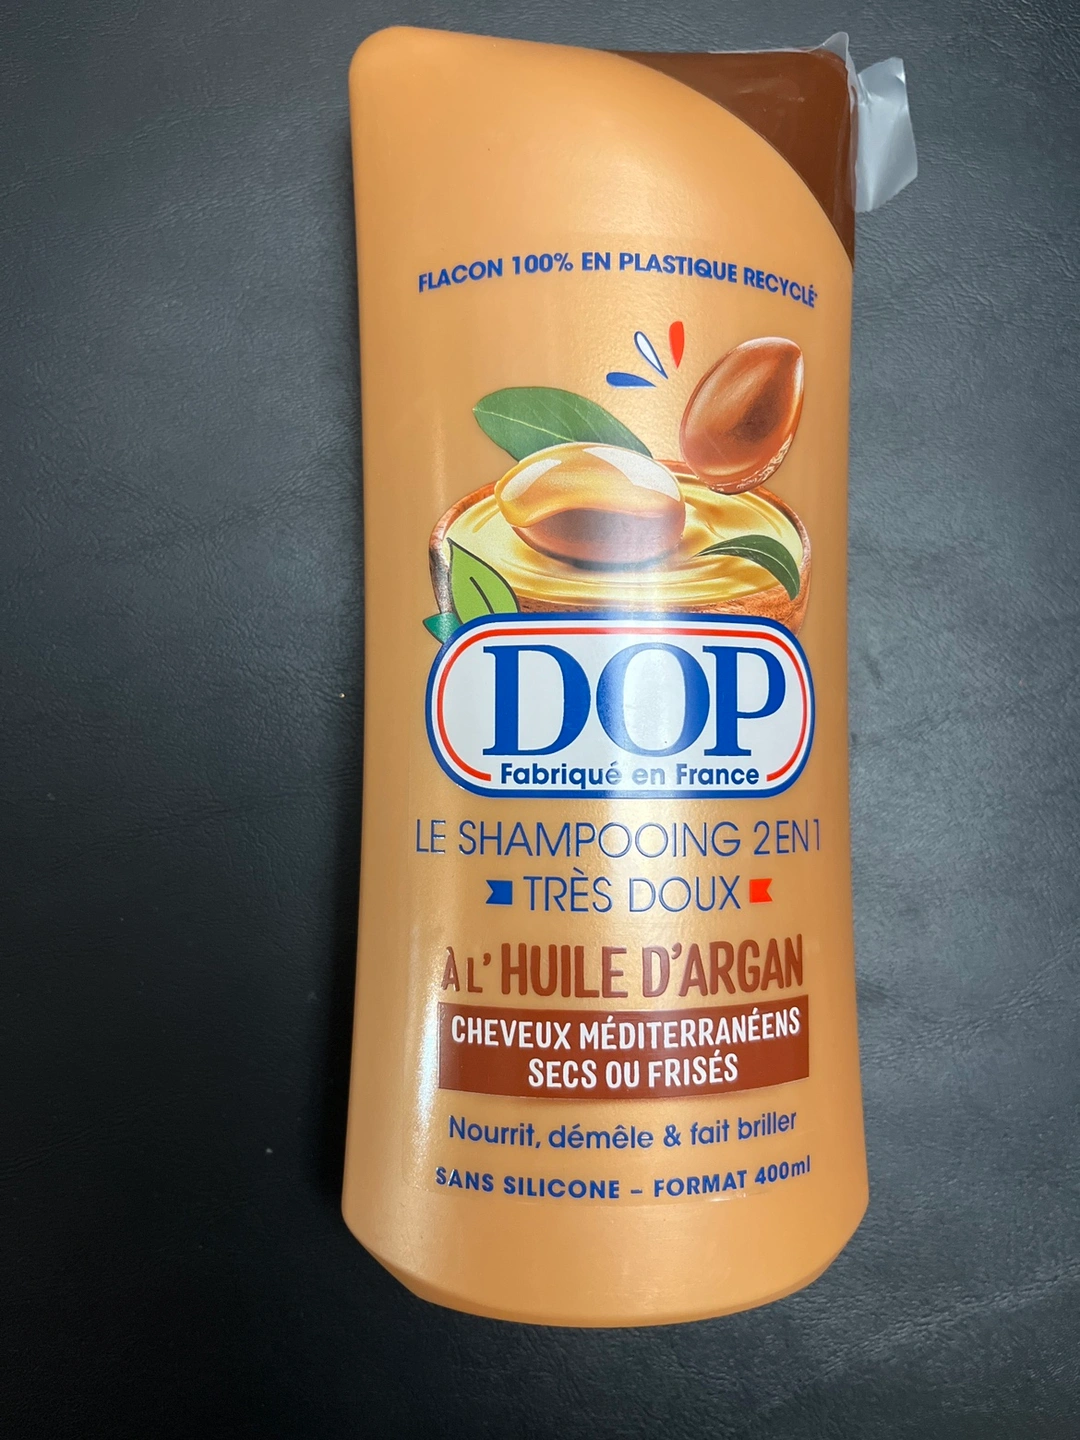 FLACON 100% EN PLASTIQUE RECYCLÉ*
DOP
Fabriqué en France
LE SHAMPOOING 2EN1
TRÈS DOUX
À L'HUILE D'ARGAN
CHEVEUX MÉDITERRANÉENS
SECS OU FRISÉS
Nourrit, démêle & fait briller
SANS SILICONE – FORMAT 400ml